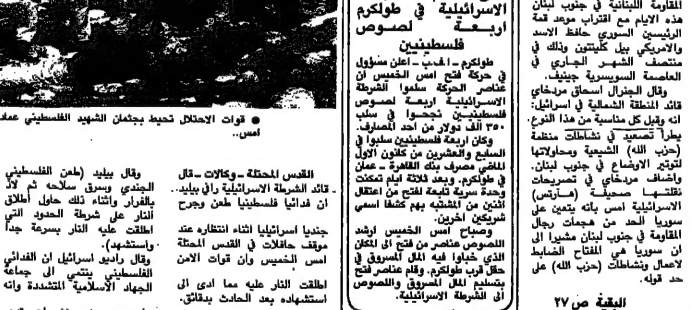 المقاومة اللبنانية في جنوب لبنان
هذه الايام مع اقتراب موعد قمة
الرئيسين السوري حافظ الاسد
والامريكي بيل كلينتون وذلك في
منتصف الشهر الجاري في
العاصمة السويسرية جينيف.
وقال الجنرال اسحاق مردخاي
قائد المنطقة الشمالية في اسرائيل:
انه وقبل كل مناسبة من هذا النوع
يطرأ تصعيد في نشاطات منظمة
(حزب الله) الشيعية ومحاولاتها
لتوتير الاوضاع في جنوب لبنان.
واضاف مردخاي في تصريحات
نقلتها صحيفة (هآرتس)
الاسرائيلية امس بانه يتعين على
سوريا الحد من هجمات رجال
المقاومة في جنوب لبنان مشيرا الى
ان سوريا هي المفتاح الضابط
لاعمال ونشاطات (حزب الله) على
حد قوله.
البقية ص ٢٧
الاسرائيلية في طولكرم
اربعة لصوص
فلسطينيين
طولكرم - ا.ف.ب - اعلن مسؤول
في حركة فتح امس الخميس ان
عناصر الحركة سلموا الشرطة
الاسرائيلية اربعة لصوص
فلسطينيين نجحوا في سلب
٣٥٠ الف دولار من احد المصارف.
وكان اربعة فلسطينيين سلبوا في
السابع والعشرين من كانون الاول
الماضي مصرف بنك القاهرة - عمان
في طولكرم. وبعد ثلاثة ايام تمكنت
وحدة سرية تابعة لفتح من اعتقال
اثنين من المشتبه بهم كشفا اسمي
شريكين اخرين.
وصباح امس الخميس ارشد
اللصوص عناصر من فتح الى المكان
الذي خبأوا فيه المال المسروق في
حقل قرب طولكرم. وقام عناصر فتح
بتسليم المال المسروق واللصوص
الى الشرطة الاسرائيلية.
● قوات الاحتلال تحيط بجثمان الشهيد الفلسطيني عماد
امس..
القدس المحتلة - وكالات - قال
قائد الشرطة الاسرائيلية رافي بيليد..
ان فدائيا فلسطينيا طعن وجرح
جنديا اسرائيليا اثناء انتظاره عند
موقف حافلات في القدس المحتلة
امس الخميس وان قوات الامن
اطلقت النار عليه مما ادى الى
استشهاده بعد الحادث بدقائق.
وقال بيليد (طعن الفلسطيني
الجندي وسرق سلاحه ثم لاذ
بالفرار واثناء ذلك حاول أطلاق
النار على شرطة الحدود التي
اطلقت عليه النار بسرعة جدا
واستشهد).
وقال راديو اسرائيل ان الفدائي
الفلسطيني ينتمي الى جماعة
الجهاد الاسلامية المتشددة وانه